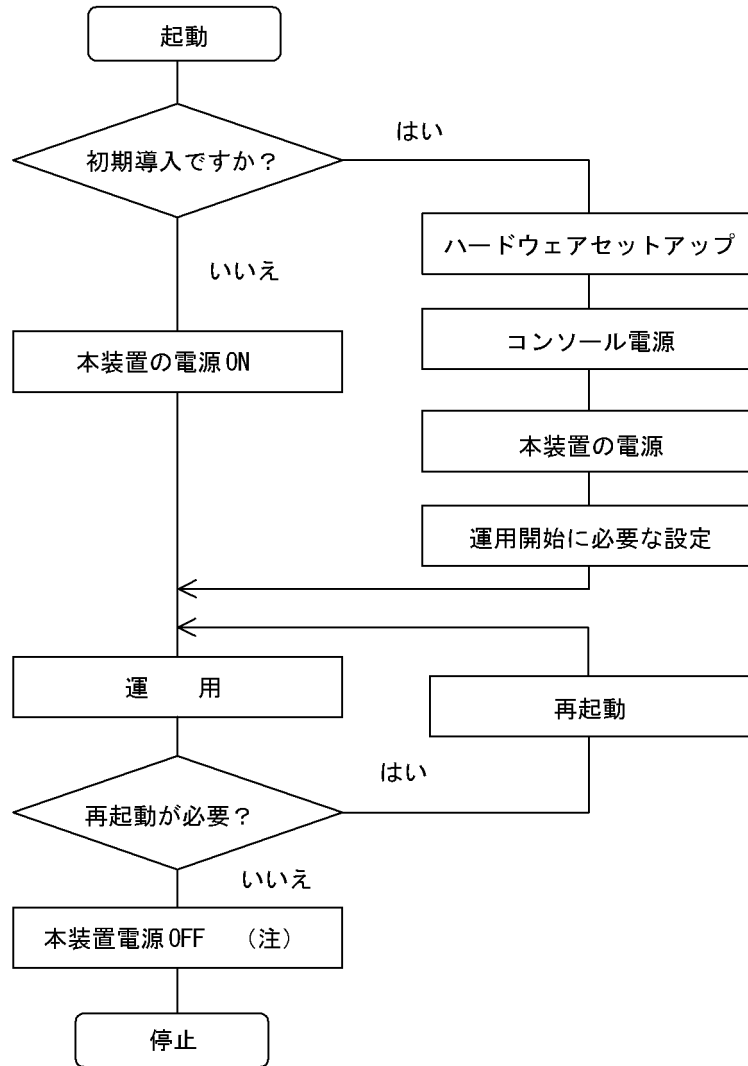 起動
初期導入ですか？
はい
いいえ
ハードウェアセットアップ
本装置の電源ON
コンソール電源
本装置の電源
運用開始に必要な設定
運　　用
再起動
はい
再起動が必要？
いいえ
本装置電源OFF　（注）
停止